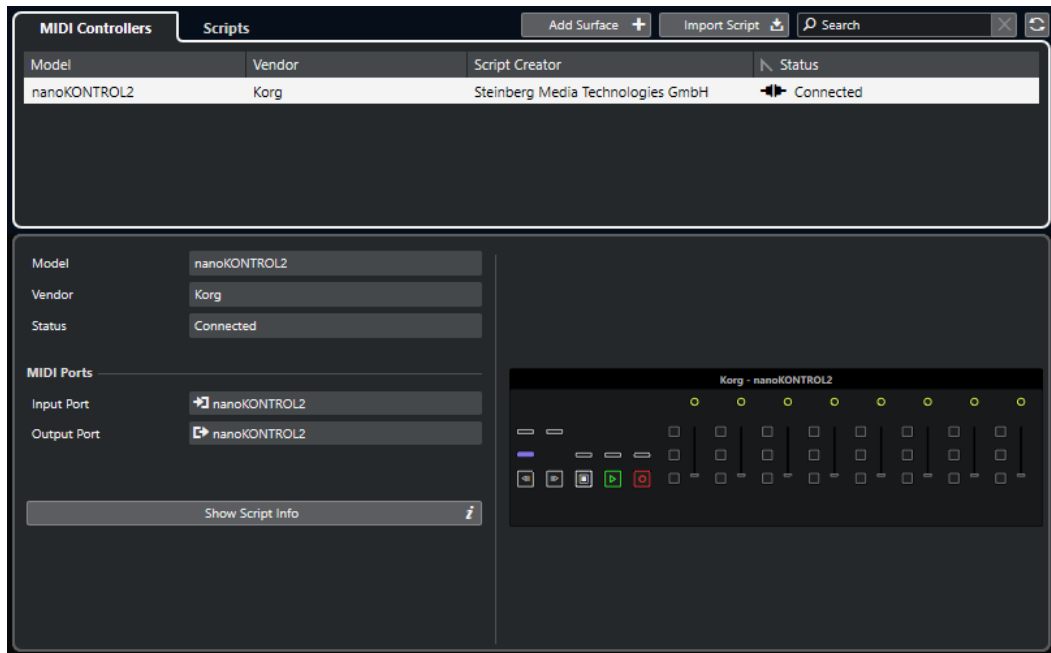 MIDI Controllers Scripts Add Surface Import Script Search
Model Vendor Script Creator Status
nanoKONTROL2 Korg Steinberg Media Technologies GmbH Connected
Model nanoKONTROL2
Vendor Korg
Status Connected
MIDI Ports
Korg - nanoKONTROL2
Input Port nanoKONTROL2
Output Port nanoKONTROL2
Show Script Info i